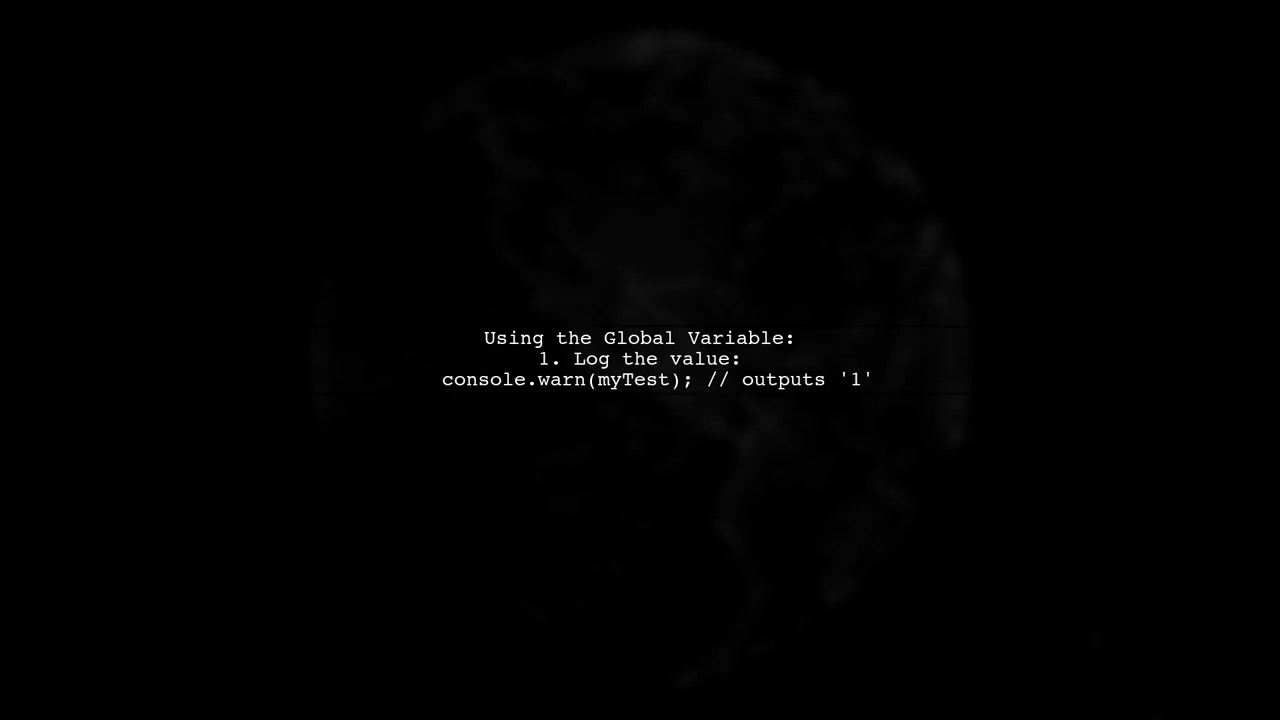 Using the Global Variable:
1. Log the value:
console.warn(myTest); // outputs '1'